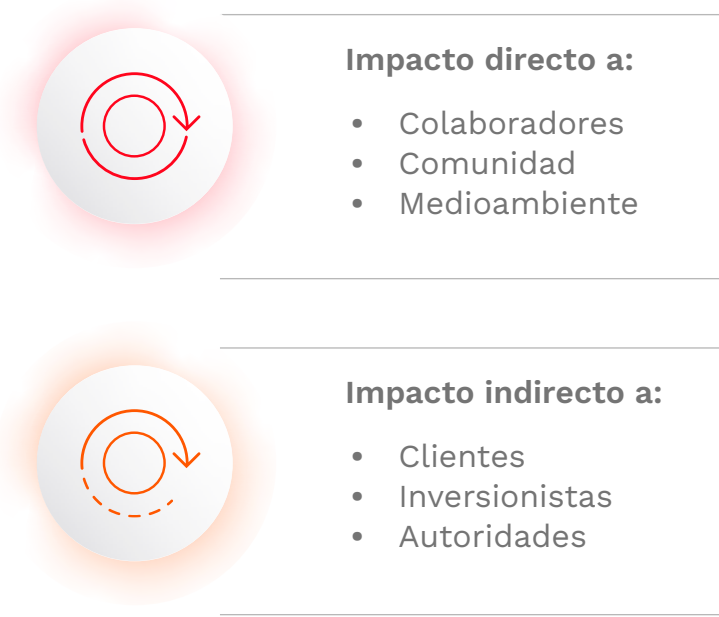 Impacto directo a:
• Colaboradores
• Comunidad
• Medioambiente
Impacto indirecto a:
• Clientes
• Inversionistas
• Autoridades